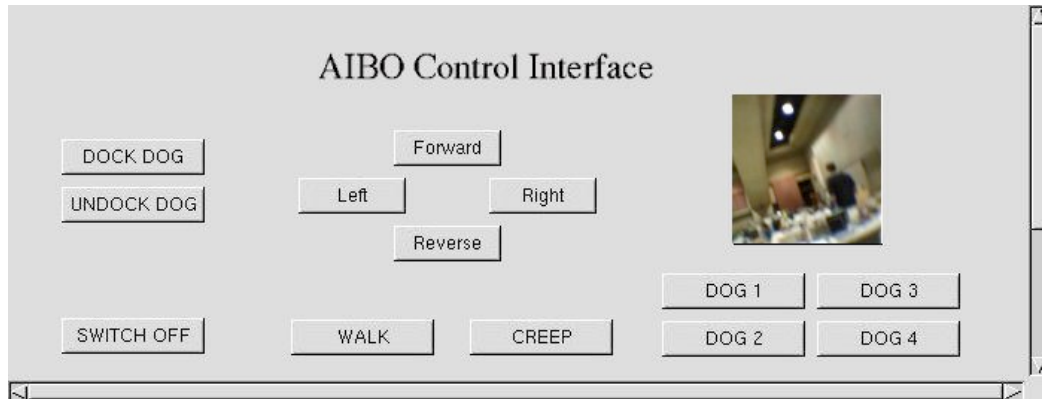 AIBO Control Interface
DOCK DOG
UNDOCK DOG
Forward
Left
Right
Reverse
SWITCH OFF
WALK
CREEP
DOG 1
DOG 3
DOG 2
DOG 4